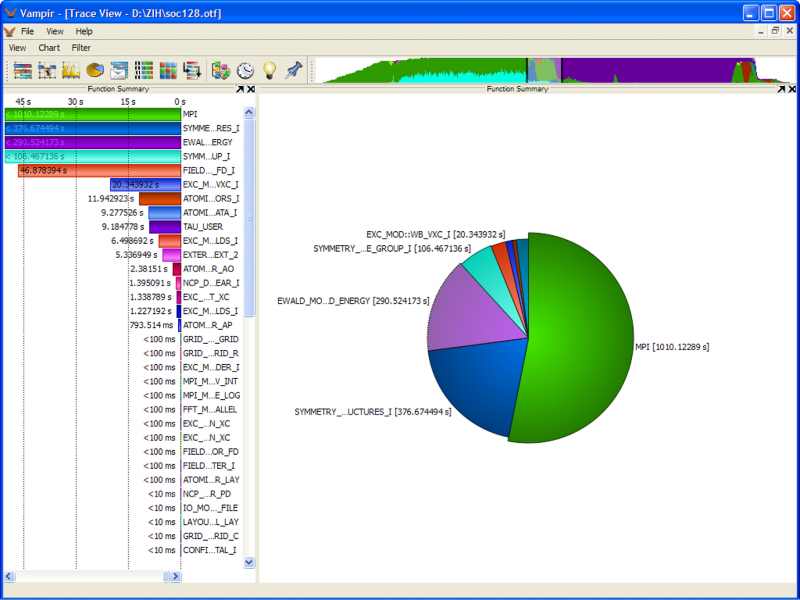 Vampir - [Trace View - D:\ZIH\soc128.otf]
File View Help
View Chart Filter
Function Summary
Function Summary
45 s 30 s 15 s 0 s
< 1010.12289 s MPI
< 376.674494 s SYMME...RES_I
< 290.524173 s EWAL...ERGY
< 106.467136 s SYMM...UP_I
46.878394 s FIELD..._FD_I
20.343932 s EXC_M...VXC_I
11.942923 s ATOMI...ORS_I
9.277526 s ATOMI...ATA_I
9.184778 s TAU_USER
6.498692 s EXC_M...LDS_I
5.336949 s EXTER...EXT_2
2.38151 s ATOM...R_AO
1.395091 s NCP_D...EAR_I
1.338789 s EXC_...T_XC
1.227192 s EXC_M...LDS_I
793.514 ms ATOM...R_AP
<100 ms GRID_..._GRID
<100 ms GRID_...RID_R
<100 ms EXC_M...DER_I
<100 ms MPI_M...V_INT
<100 ms MPI_M...E_LOG
<100 ms FFT_M...ALLEL
<100 ms EXC_...N_XC
<100 ms EXC_...N_XC
<100 ms FIELD...OR_FD
<100 ms FIELD...TER_I
<100 ms ATOMI...R_LAY
<10 ms NCP_...R_PD
<10 ms IO_MO..._FILE
<10 ms LAYOU...L_LAY
<10 ms GRID_...RID_C
<10 ms CONFI...TAL_I
EXC_MOD::WB_VXC_I [20.343932 s]
SYMMETRY_...E_GROUP_I [106.467136 s]
EWALD_MO...D_ENERGY [290.524173 s]
MPI [1010.12289 s]
SYMMETRY_...UCTURES_I [376.674494 s]